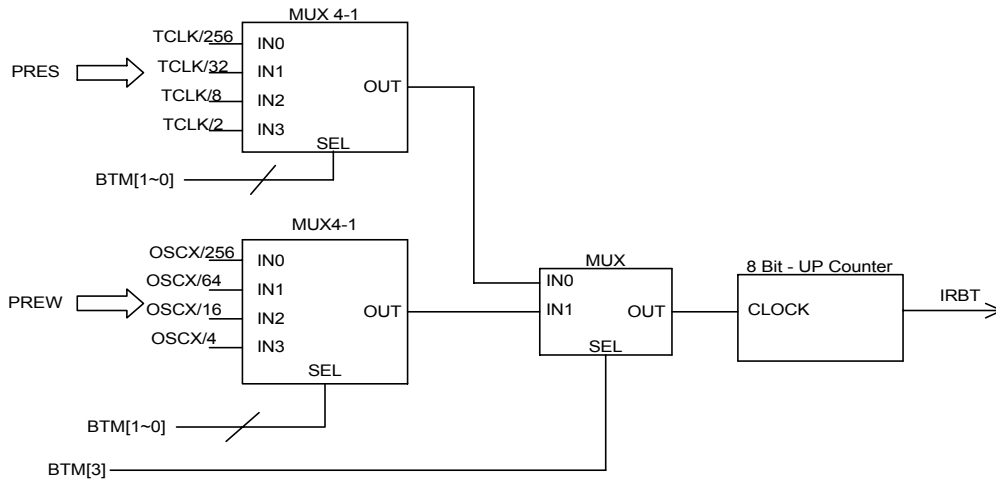 MUX 4-1
PRES
TCLK/256
TCLK/32
TCLK/8
TCLK/2
IN0
IN1
IN2
IN3
OUT
SEL
BTM[1~0]
MUX4-1
PREW
OSCX/256
OSCX/64
OSCX/16
OSCX/4
IN0
IN1
IN2
IN3
OUT
SEL
BTM[1~0]
BTM[3]
MUX
IN0
IN1
OUT
SEL
8 Bit - UP Counter
CLOCK
IRBT